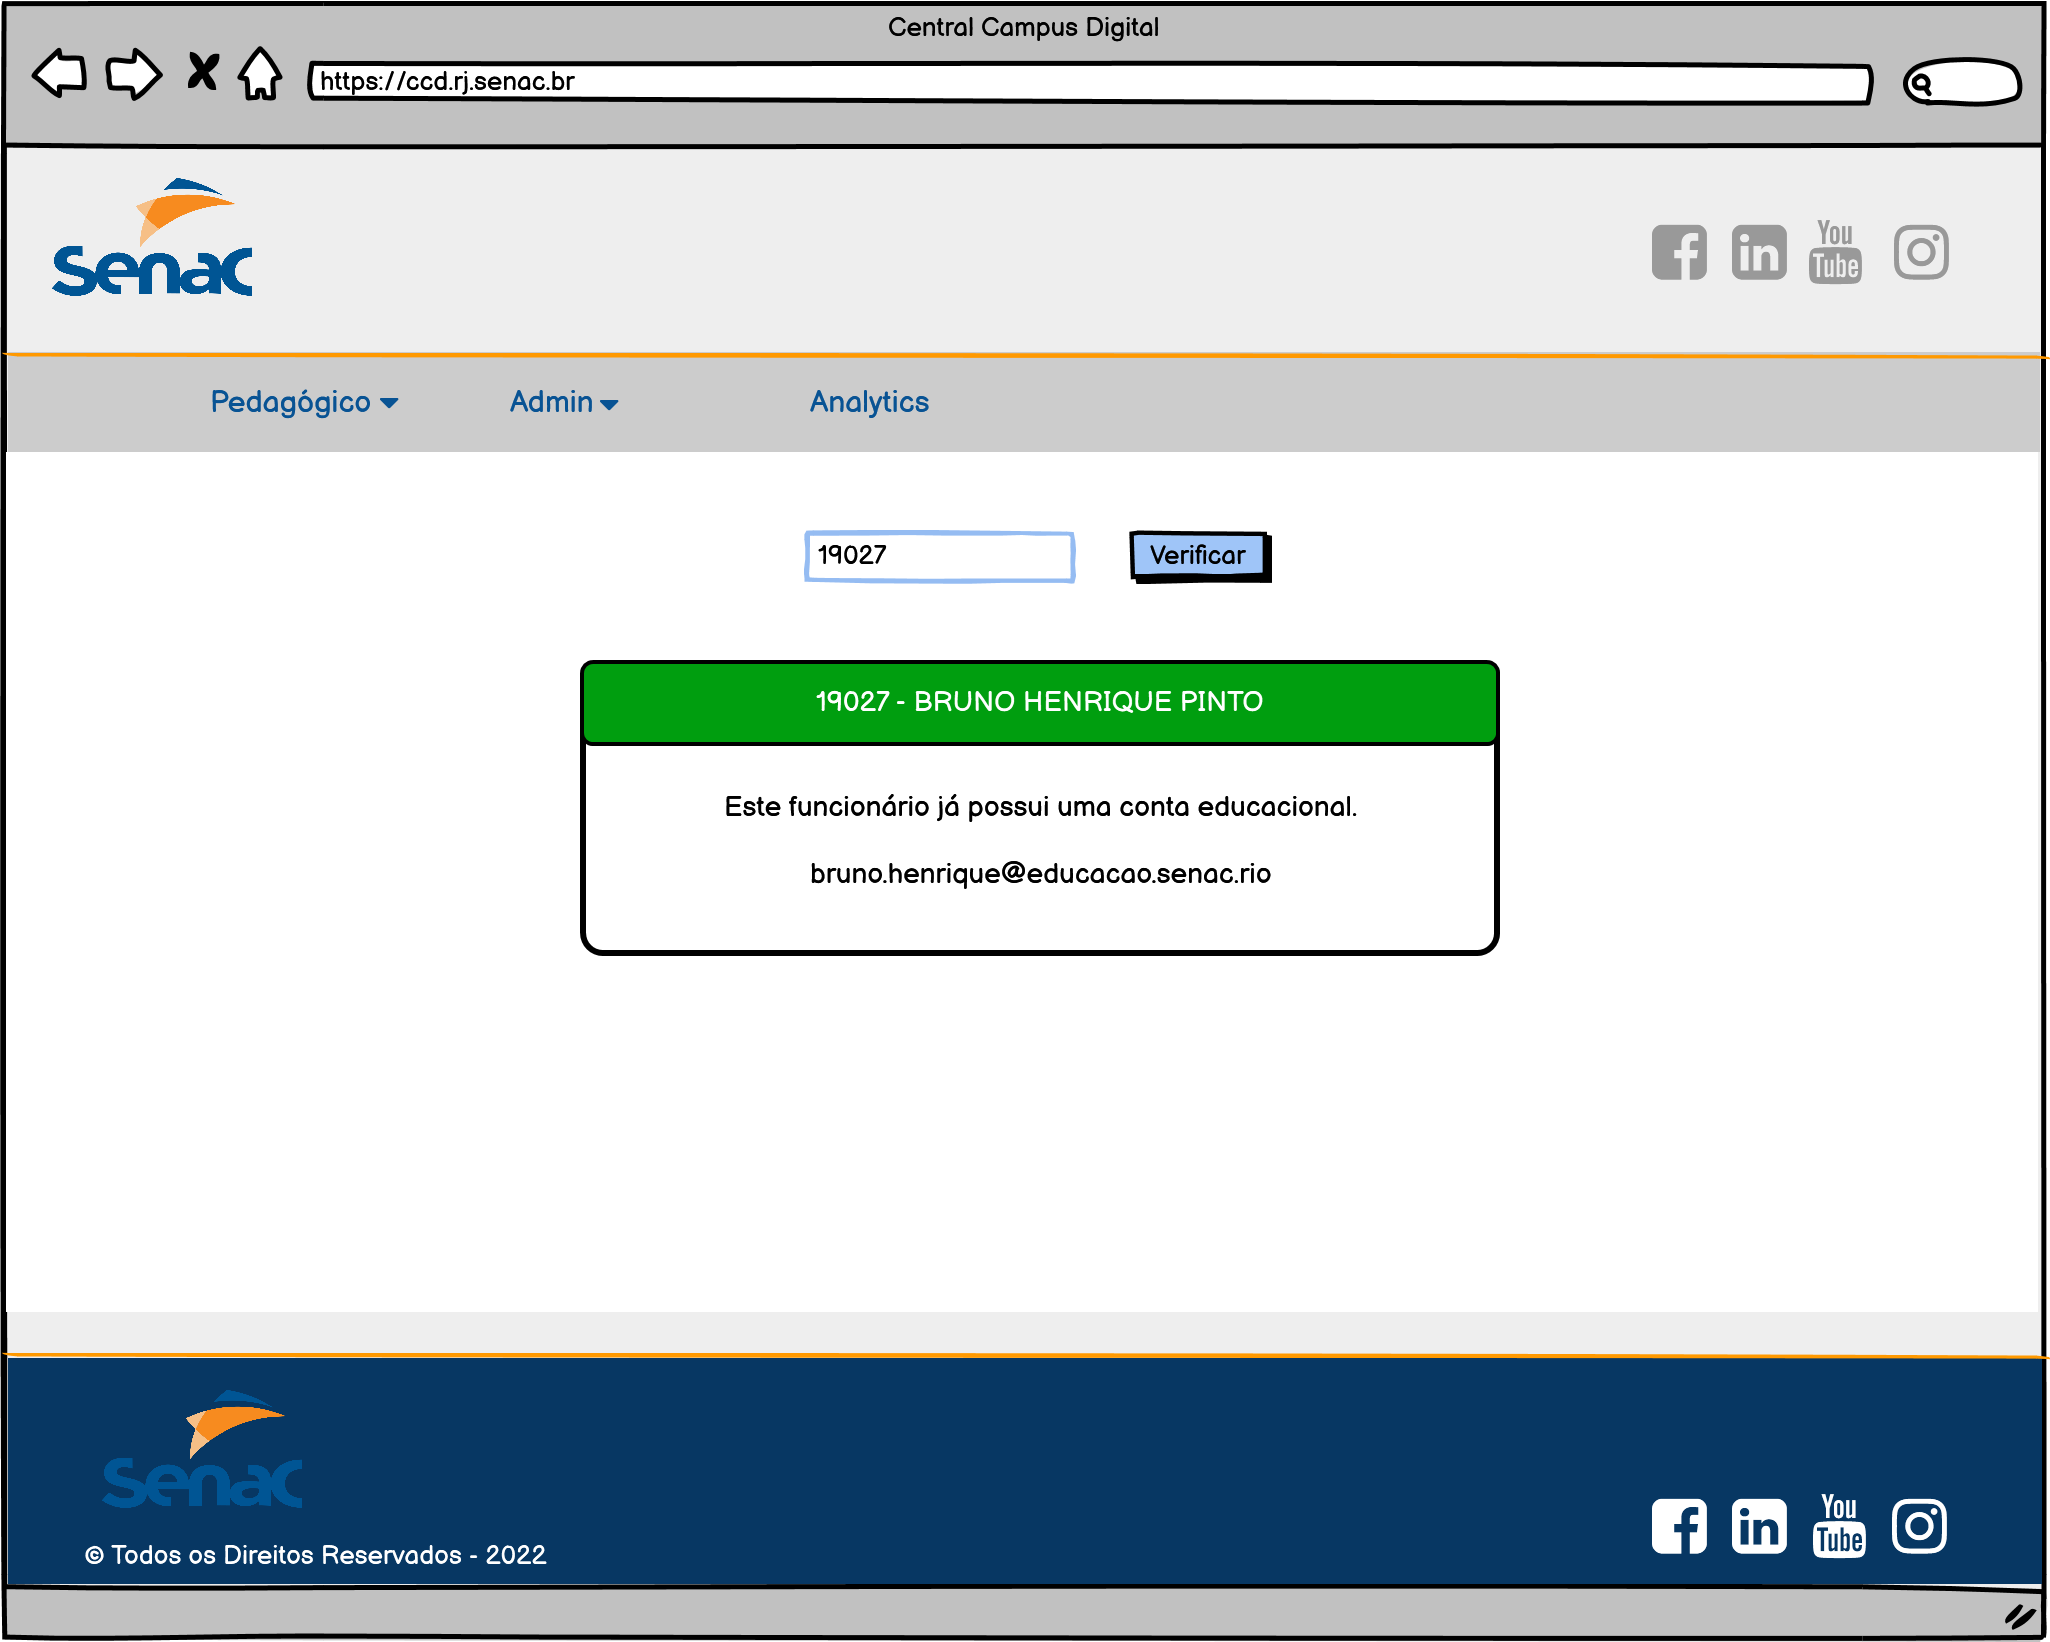 Central Campus Digital
https://ccd.rj.senac.br
Senac
You
Tube
Pedagógico
Admin
Analytics
19027
Verificar
19027 - BRUNO HENRIQUE PINTO
Este funcionário já possui uma conta educacional.
bruno.henrique@educacao.senac.rio
Senac
You
Tube
© Todos os Direitos Reservados - 2022